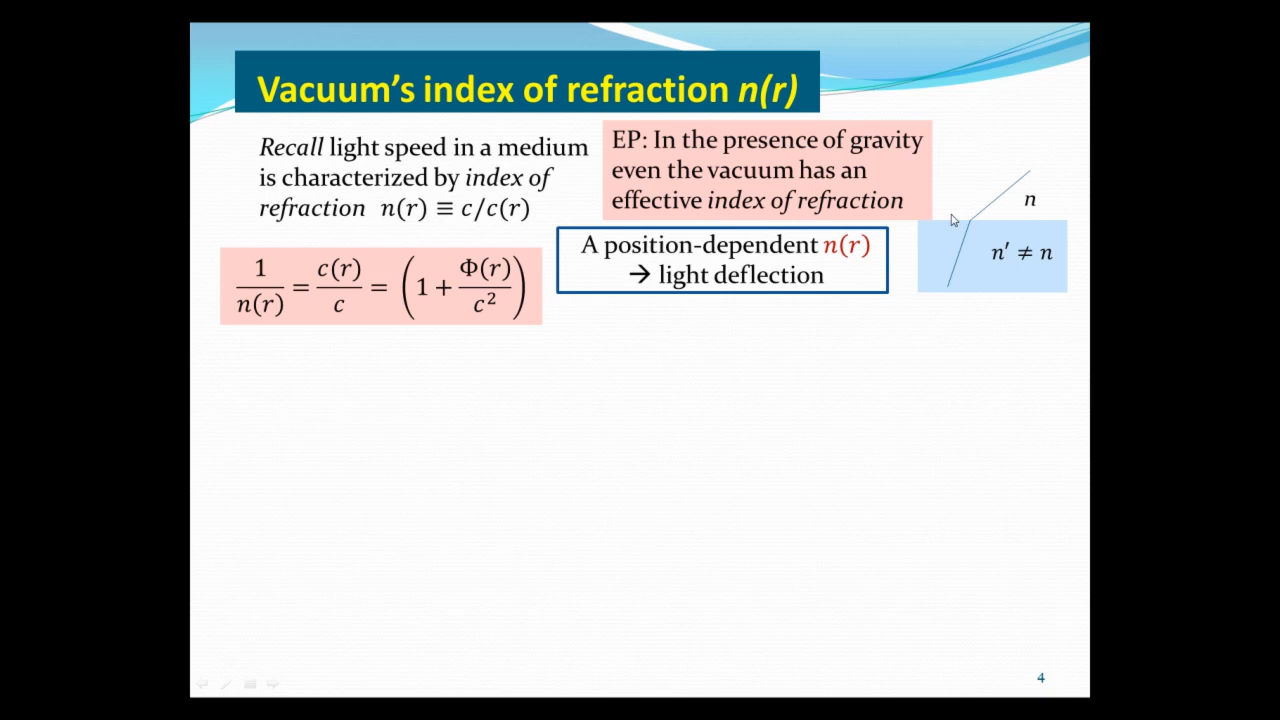 Vacuum's index of refraction n(r)
Recall light speed in a medium
is characterized by index of
refraction n(r) ≡ c/c(r)
EP: In the presence of gravity
even the vacuum has an
effective index of refraction
n
n′ ≠ n
A position-dependent n(r)
→ light deflection
1/n(r) = c(r)/c = (1 + Φ(r)/c²)
4